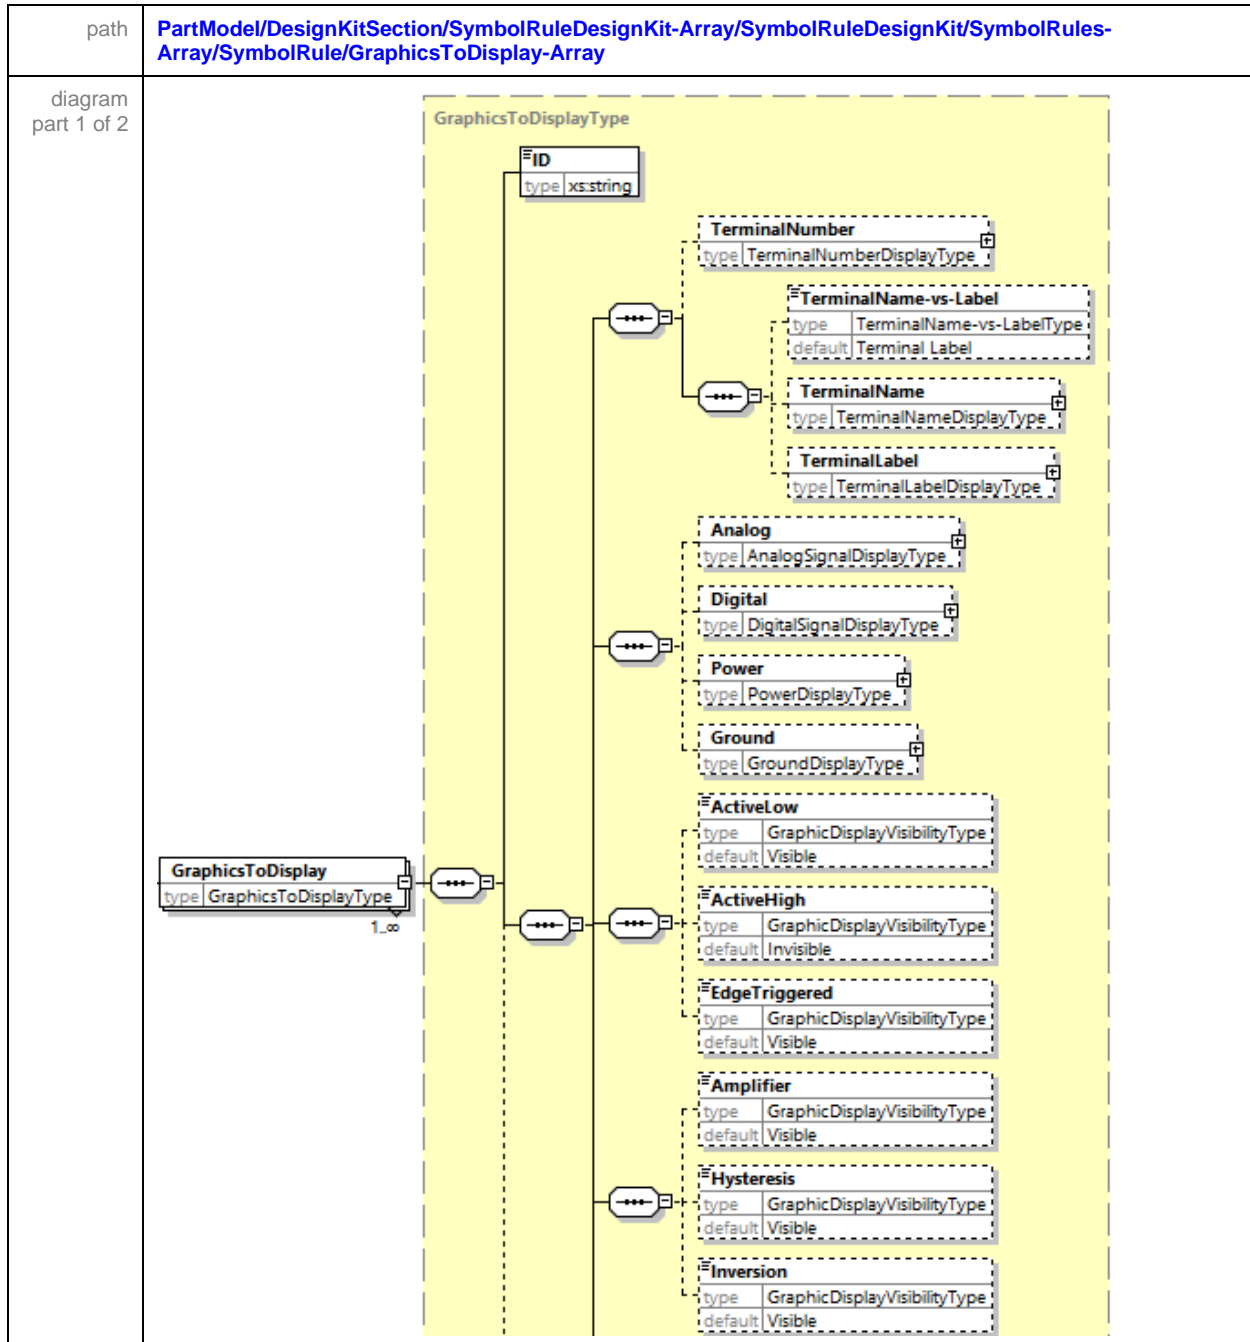 path
PartModel/DesignKitSection/SymbolRuleDesignKit-Array/SymbolRuleDesignKit/SymbolRules-
Array/SymbolRule/GraphicsToDisplay-Array
diagram
part 1 of 2
GraphicsToDisplayType
ID
type xs:string
TerminalNumber
type TerminalNumberDisplayType
TerminalName-vs-Label
type TerminalName-vs-LabelType
default Terminal Label
TerminalName
type TerminalNameDisplayType
TerminalLabel
type TerminalLabelDisplayType
Analog
type AnalogSignalDisplayType
Digital
type DigitalSignalDisplayType
Power
type PowerDisplayType
Ground
type GroundDisplayType
ActiveLow
type GraphicDisplayVisibilityType
default Visible
GraphicsToDisplay
type GraphicsToDisplayType
1..∞
ActiveHigh
type GraphicDisplayVisibilityType
default Invisible
EdgeTriggered
type GraphicDisplayVisibilityType
default Visible
Amplifier
type GraphicDisplayVisibilityType
default Visible
Hysteresis
type GraphicDisplayVisibilityType
default Visible
Inversion
type GraphicDisplayVisibilityType
default Visible